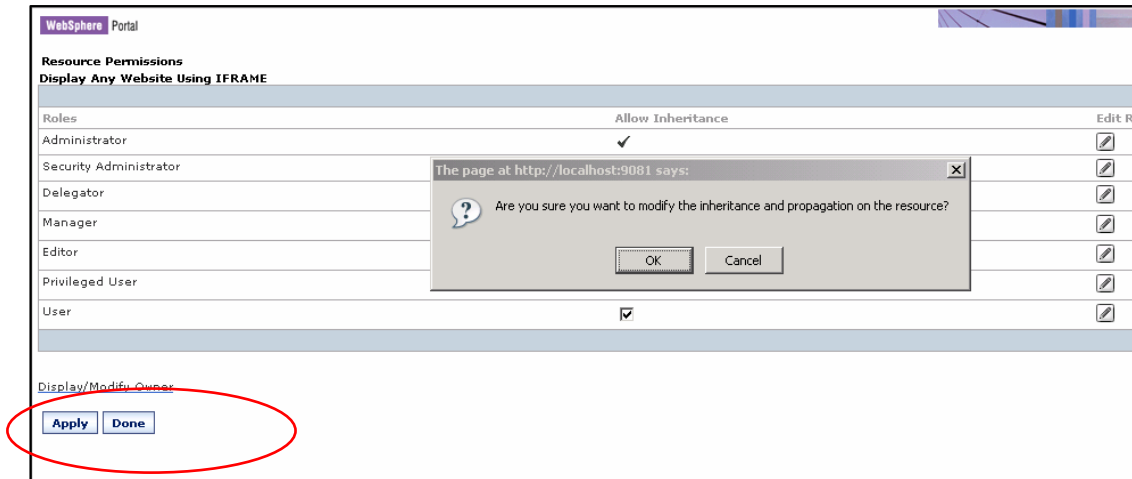 WebSphere Portal
Resource Permissions
Display Any Website Using IFRAME
Roles Allow Inheritance Edit R
Administrator
Security Administrator
The page at http://localhost:9081 says:
Delegator
Are you sure you want to modify the inheritance and propagation on the resource?
Manager
Editor
OK Cancel
Privileged User
User
Display/Modify Owner
Apply Done